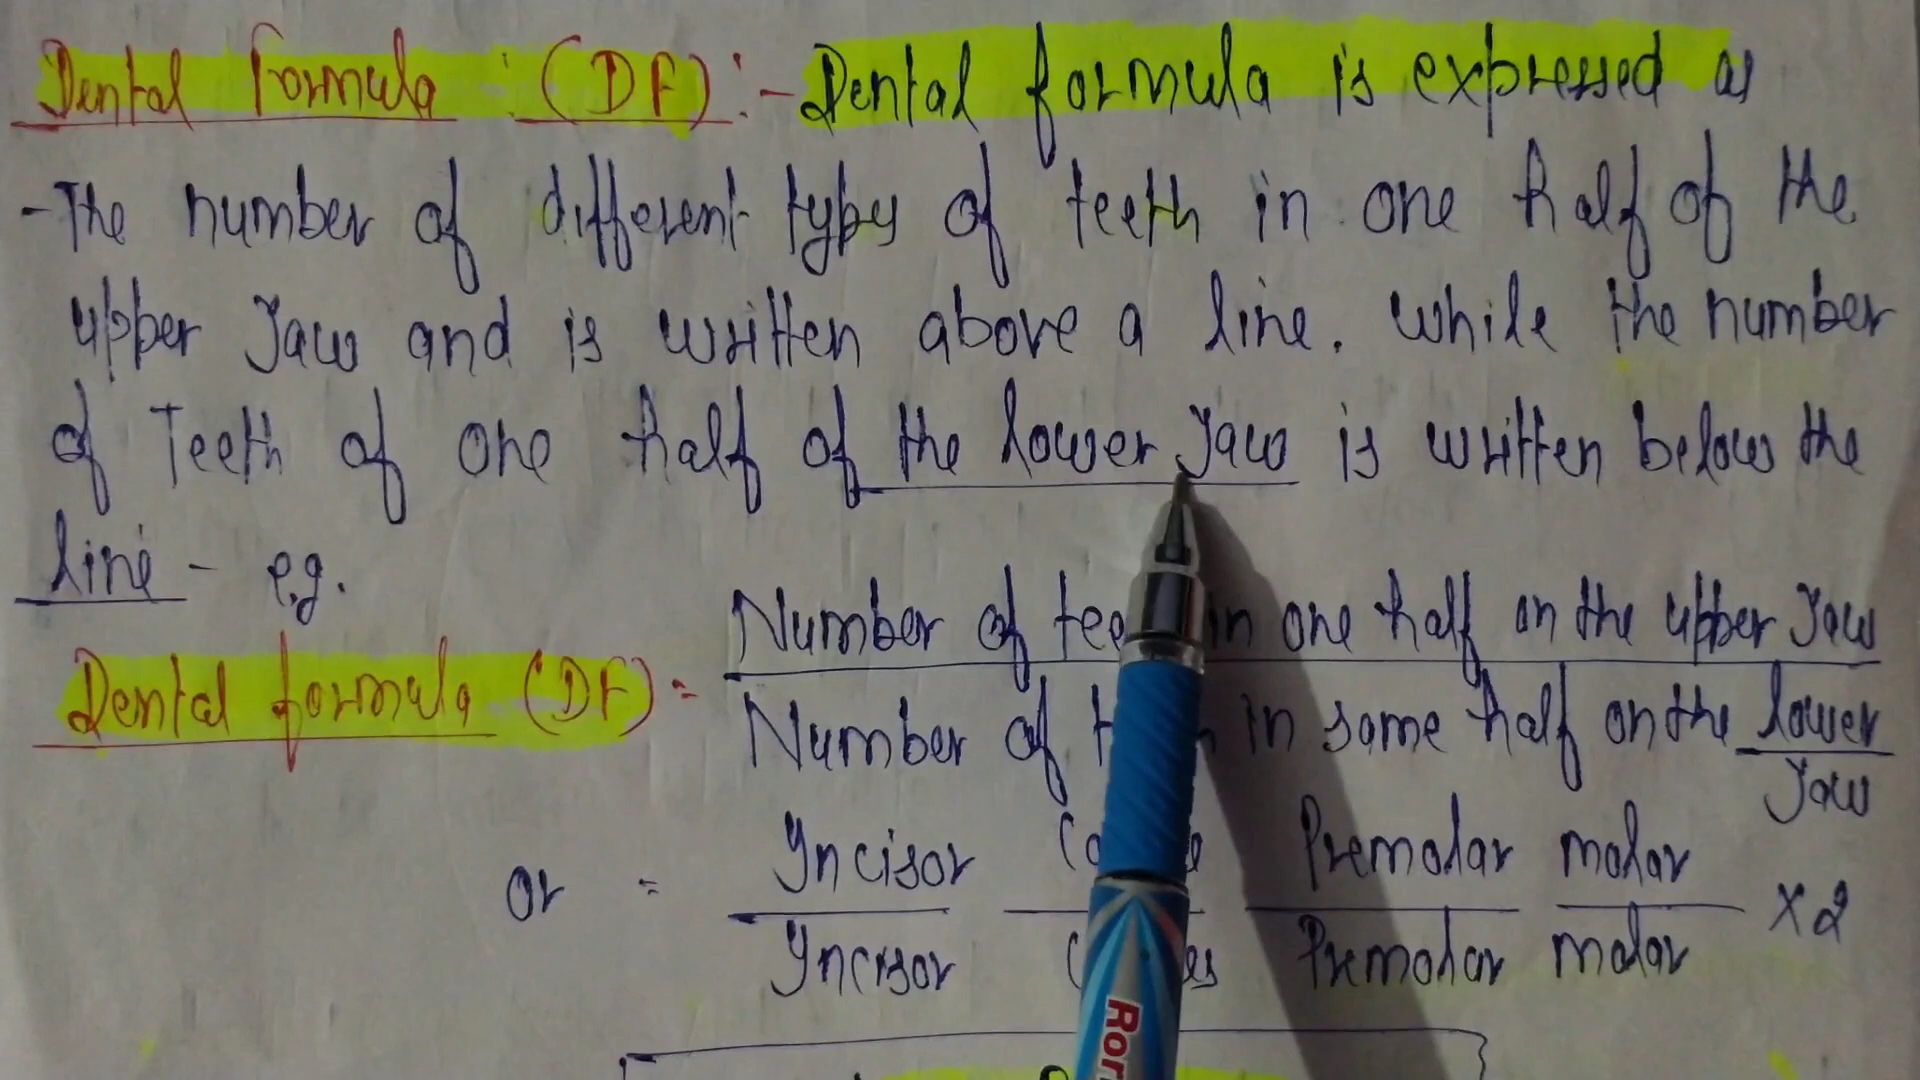 Dental Formula : (DF) :- Dental formula is expressed as
- The number of different types of teeth in one half of the
upper Jaw and is written above a line. while the number
of Teeth of one half of the lower Jaw is written below the
line - e.g.
Number of in one half on the upper Jaw
Dental formula (DF) =
Number of in same half on the lower
Jaw
Incisor Premolar molar
or = × 2
Incisor Premolar molar
Ror